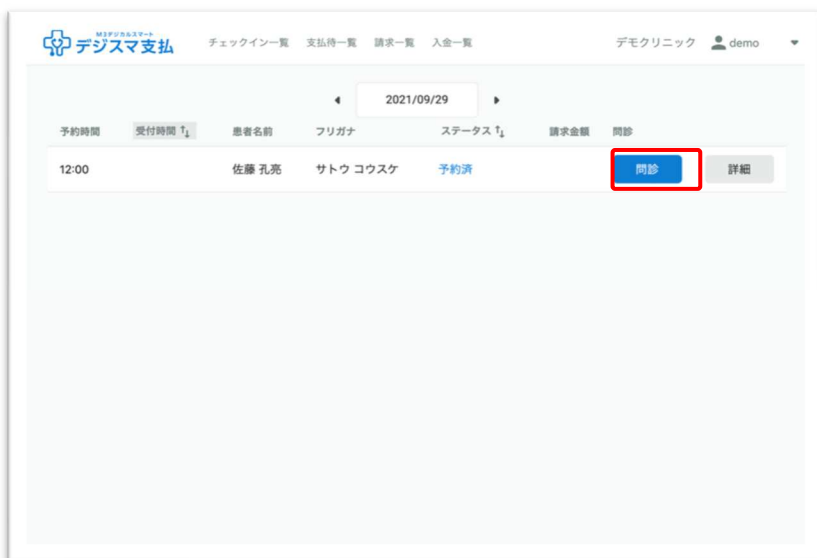 M3デジカルスマート
デジスマ支払 チェックイン一覧 支払待一覧 請求一覧 入金一覧 デモクリニック demo
2021/09/29
予約時間 受付時間 患者名前 フリガナ ステータス 請求金額 問診
12:00 佐藤 孔亮 サトウ コウスケ 予約済 問診 詳細